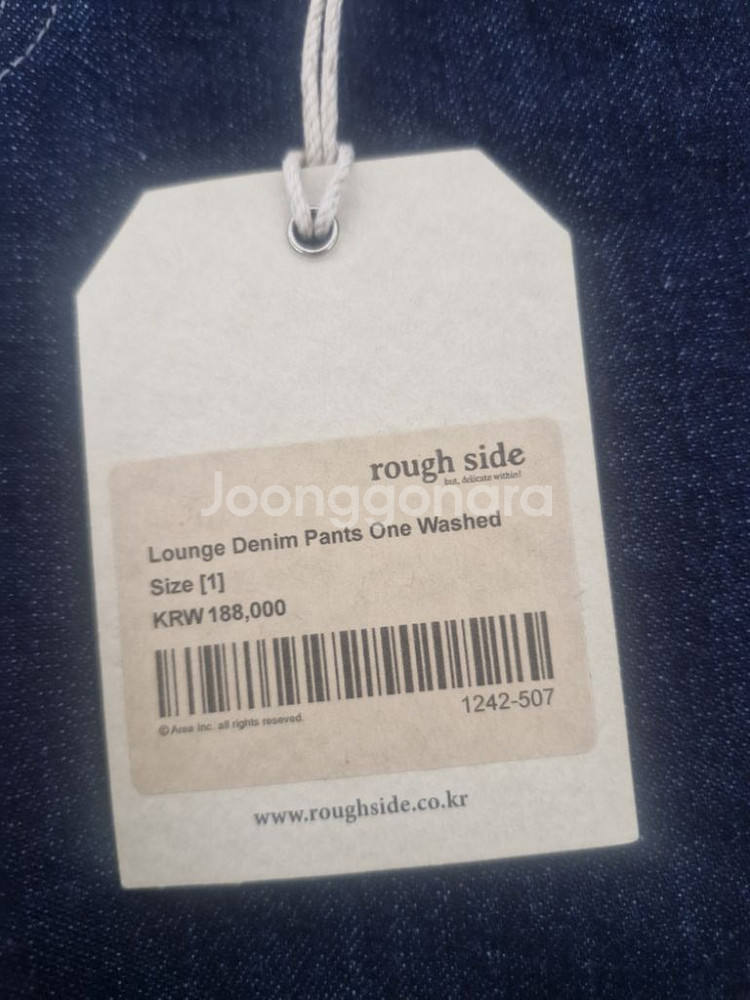 rough side
but, delicate within!
Joonggonara
Lounge Denim Pants One Washed
Size [1]
KRW 188,000
1242-507
© Area inc. all rights reseved.
www.roughside.co.kr